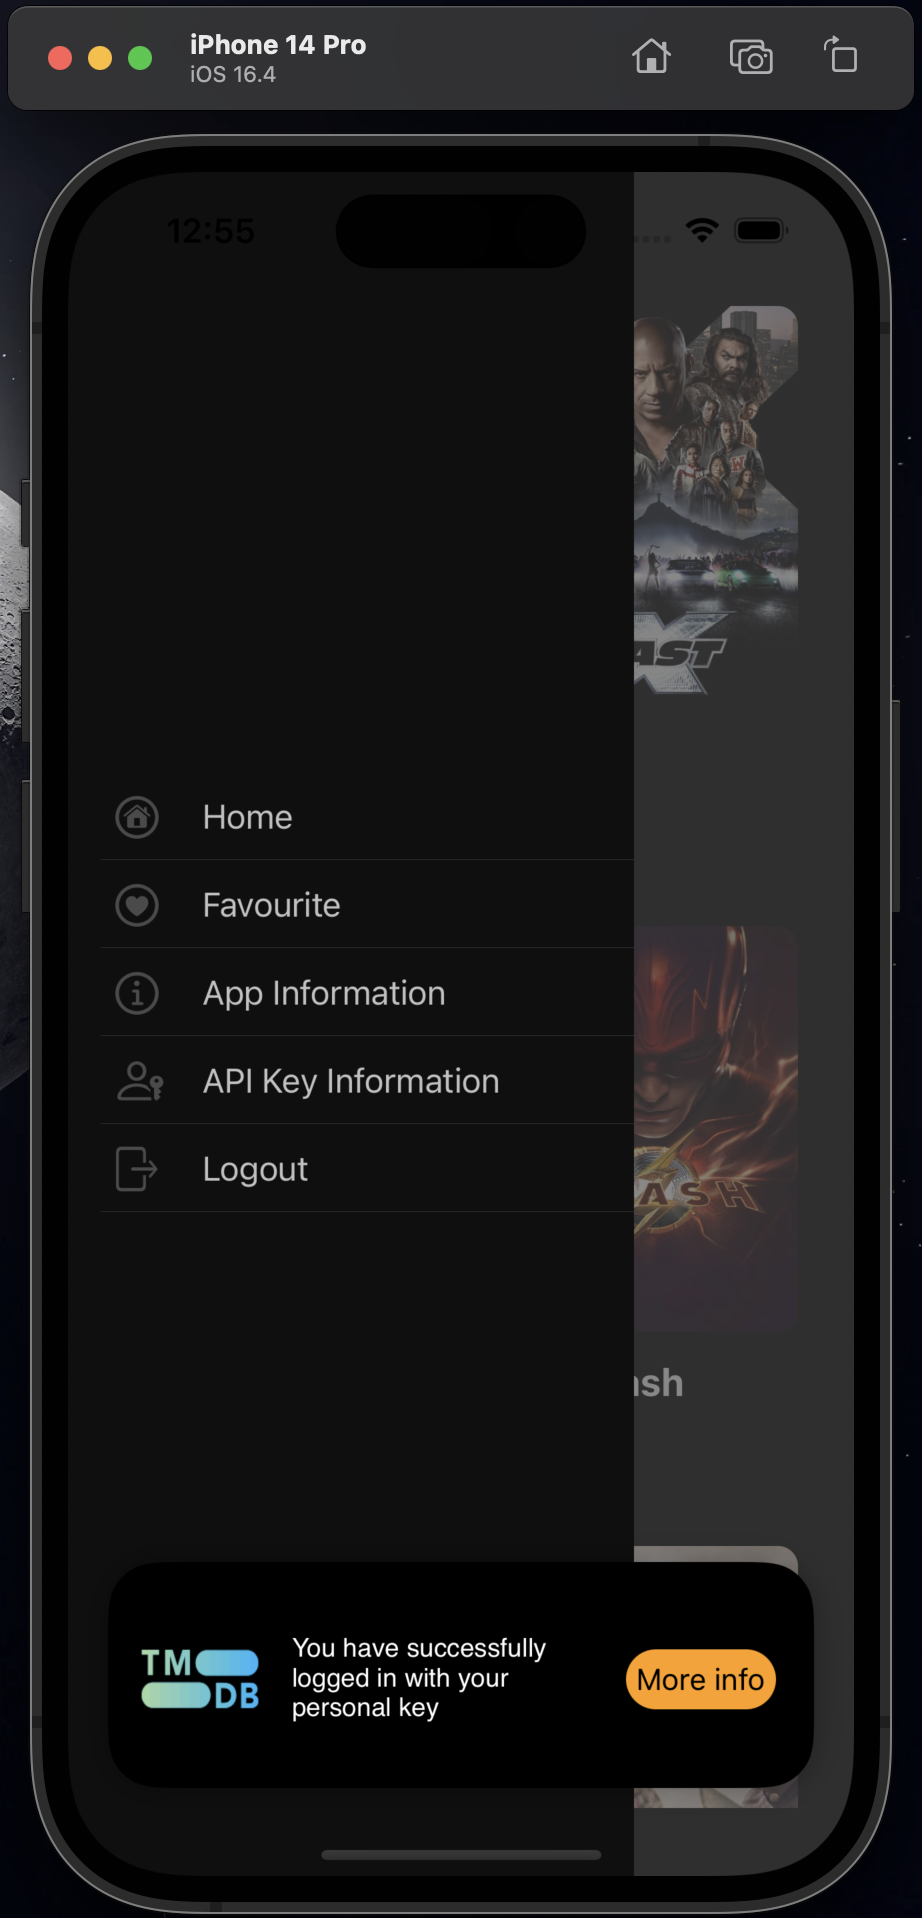 iPhone 14 Pro
iOS 16.4
12:55
AST
X
Home
Favourite
App Information
API Key Information
Logout
ASH
ash
TM
DB
You have successfully
logged in with your
personal key
More info